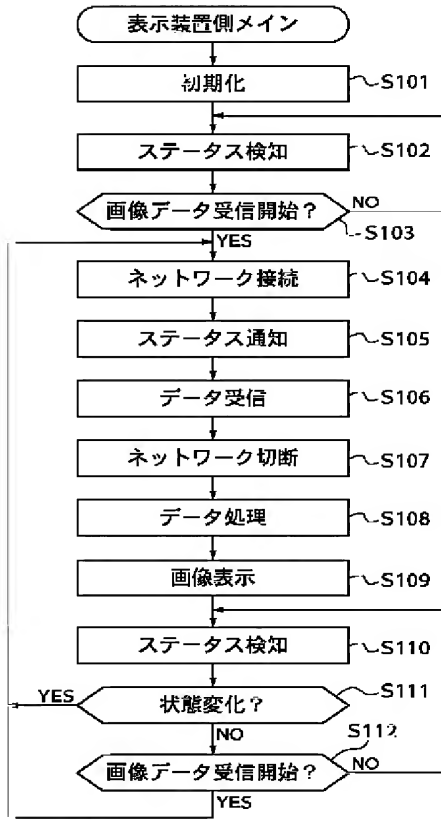 表示装置側メイン
初期化
S101
ステータス検知
S102
画像データ受信開始？
NO
S103
YES
ネットワーク接続
S104
ステータス通知
S105
データ受信
S106
ネットワーク切断
S107
データ処理
S108
画像表示
S109
ステータス検知
S110
YES
状態変化？
S111
NO
S112
画像データ受信開始？
NO
YES